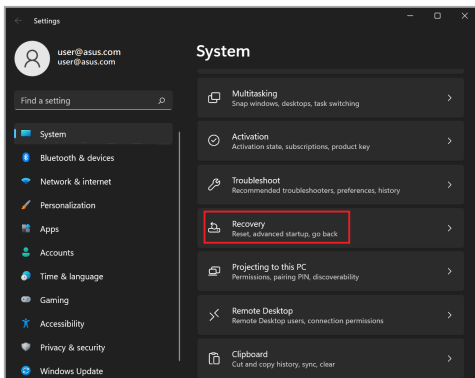 Settings
user@asus.com
user@asus.com
Find a setting
System
Bluetooth & devices
Network & internet
Personalization
Apps
Accounts
Time & language
Gaming
Accessibility
Privacy & security
Windows Update
System
Multitasking
Snap windows, desktops, task switching
Activation
Activation state, subscriptions, product key
Troubleshoot
Recommended troubleshooters, preferences, history
Recovery
Reset, advanced startup, go back
Projecting to this PC
Permissions, pairing PIN, discoverability
Remote Desktop
Remote Desktop users, connection permissions
Clipboard
Cut and copy history, sync, clear